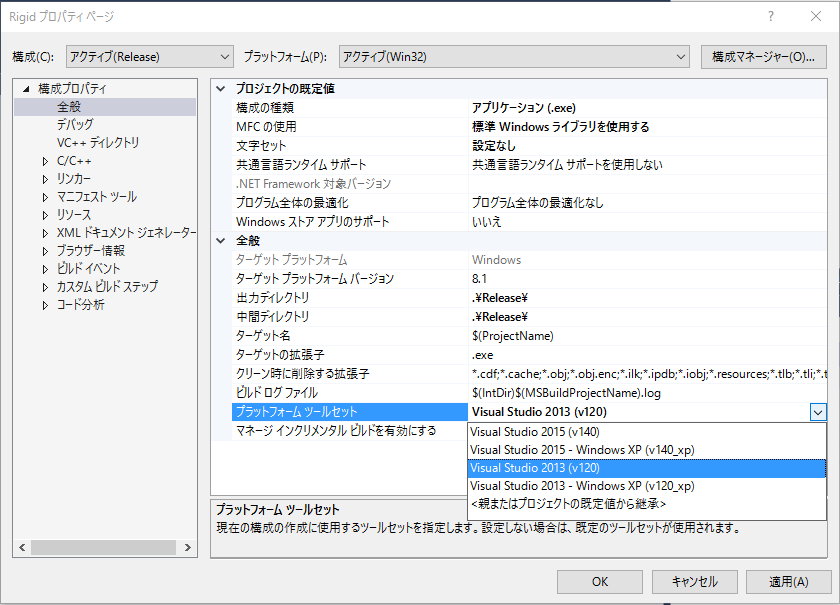 Rigid プロパティ ページ
構成(C): アクティブ(Release) プラットフォーム(P): アクティブ(Win32) 構成マネージャー(O)...
構成プロパティ
全般
デバッグ
VC++ ディレクトリ
C/C++
リンカー
マニフェスト ツール
リソース
XML ドキュメント ジェネレーター
ブラウザー情報
ビルド イベント
カスタム ビルド ステップ
コード分析
プロジェクトの既定値
構成の種類 アプリケーション (.exe)
MFC の使用 標準 Windows ライブラリを使用する
文字セット 設定なし
共通言語ランタイム サポート 共通言語ランタイム サポートを使用しない
.NET Framework 対象バージョン
プログラム全体の最適化 プログラム全体の最適化なし
Windows ストア アプリのサポート いいえ
全般
ターゲット プラットフォーム Windows
ターゲット プラットフォーム バージョン 8.1
出力ディレクトリ .¥Release¥
中間ディレクトリ .¥Release¥
ターゲット名 $(ProjectName)
ターゲットの拡張子 .exe
クリーン時に削除する拡張子 *.cdf;*.cache;*.obj;*.obj.enc;*.ilk;*.ipdb;*.iobj;*.resources;*.tlb;*.tli;*.t
ビルド ログ ファイル $(IntDir)$(MSBuildProjectName).log
プラットフォーム ツールセット Visual Studio 2013 (v120)
マネージ インクリメンタル ビルドを有効にする
Visual Studio 2015 (v140)
Visual Studio 2015 - Windows XP (v140_xp)
Visual Studio 2013 (v120)
Visual Studio 2013 - Windows XP (v120_xp)
<親またはプロジェクトの既定値から継承>
プラットフォーム ツールセット
現在の構成の作成に使用するツールセットを指定します。設定しない場合は、既定のツールセットが使用されます。
OK キャンセル 適用(A)